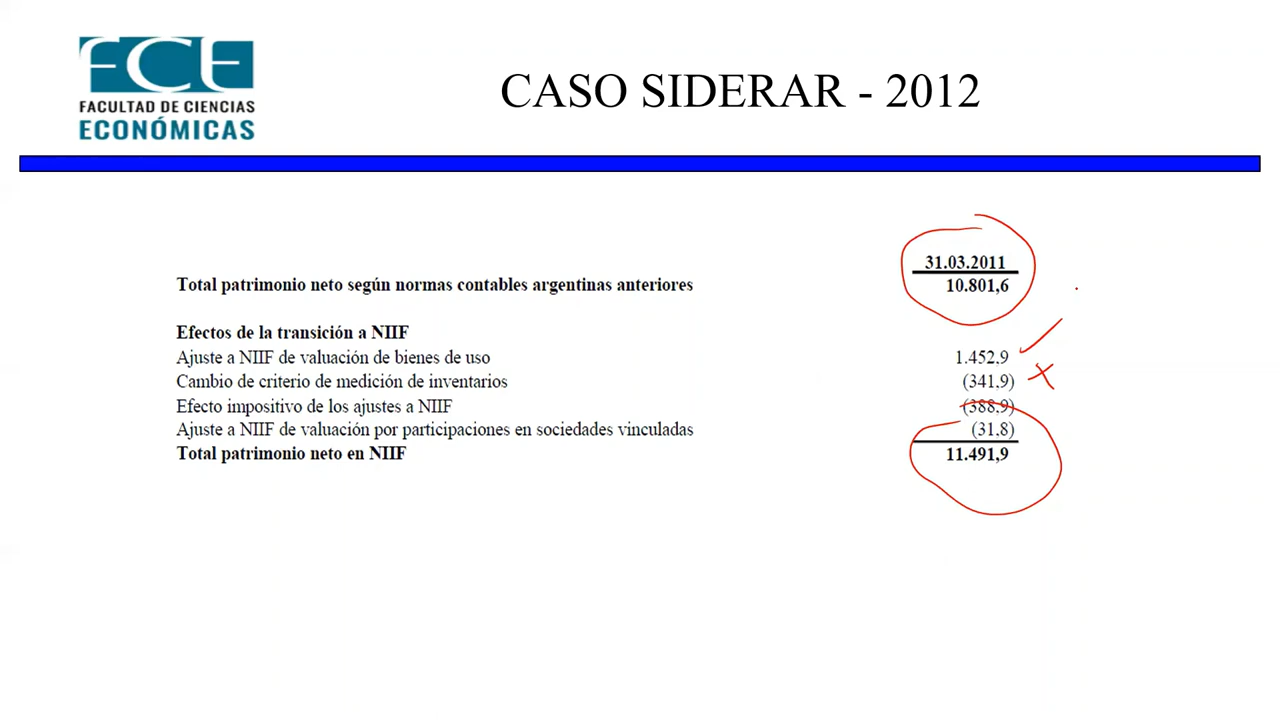 FCE
FACULTAD DE CIENCIAS
ECONÓMICAS
CASO SIDERAR - 2012
31.03.2011
Total patrimonio neto según normas contables argentinas anteriores 10.801,6
Efectos de la transición a NIIF
Ajuste a NIIF de valuación de bienes de uso 1.452,9
Cambio de criterio de medición de inventarios (341,9)
Efecto impositivo de los ajustes a NIIF (388,9)
Ajuste a NIIF de valuación por participaciones en sociedades vinculadas (31,8)
Total patrimonio neto en NIIF 11.491,9